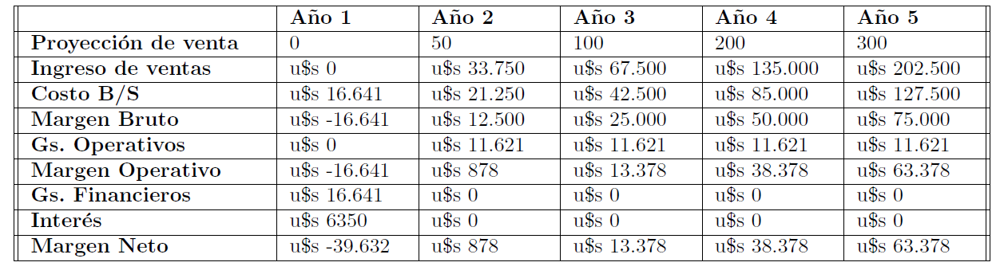 Año 1 Año 2 Año 3 Año 4 Año 5
Proyección de venta 0 50 100 200 300
Ingreso de ventas u$s 0 u$s 33.750 u$s 67.500 u$s 135.000 u$s 202.500
Costo B/S u$s 16.641 u$s 21.250 u$s 42.500 u$s 85.000 u$s 127.500
Margen Bruto u$s -16.641 u$s 12.500 u$s 25.000 u$s 50.000 u$s 75.000
Gs. Operativos u$s 0 u$s 11.621 u$s 11.621 u$s 11.621 u$s 11.621
Margen Operativo u$s -16.641 u$s 878 u$s 13.378 u$s 38.378 u$s 63.378
Gs. Financieros u$s 16.641 u$s 0 u$s 0 u$s 0 u$s 0
Interés u$s 6350 u$s 0 u$s 0 u$s 0 u$s 0
Margen Neto u$s -39.632 u$s 878 u$s 13.378 u$s 38.378 u$s 63.378